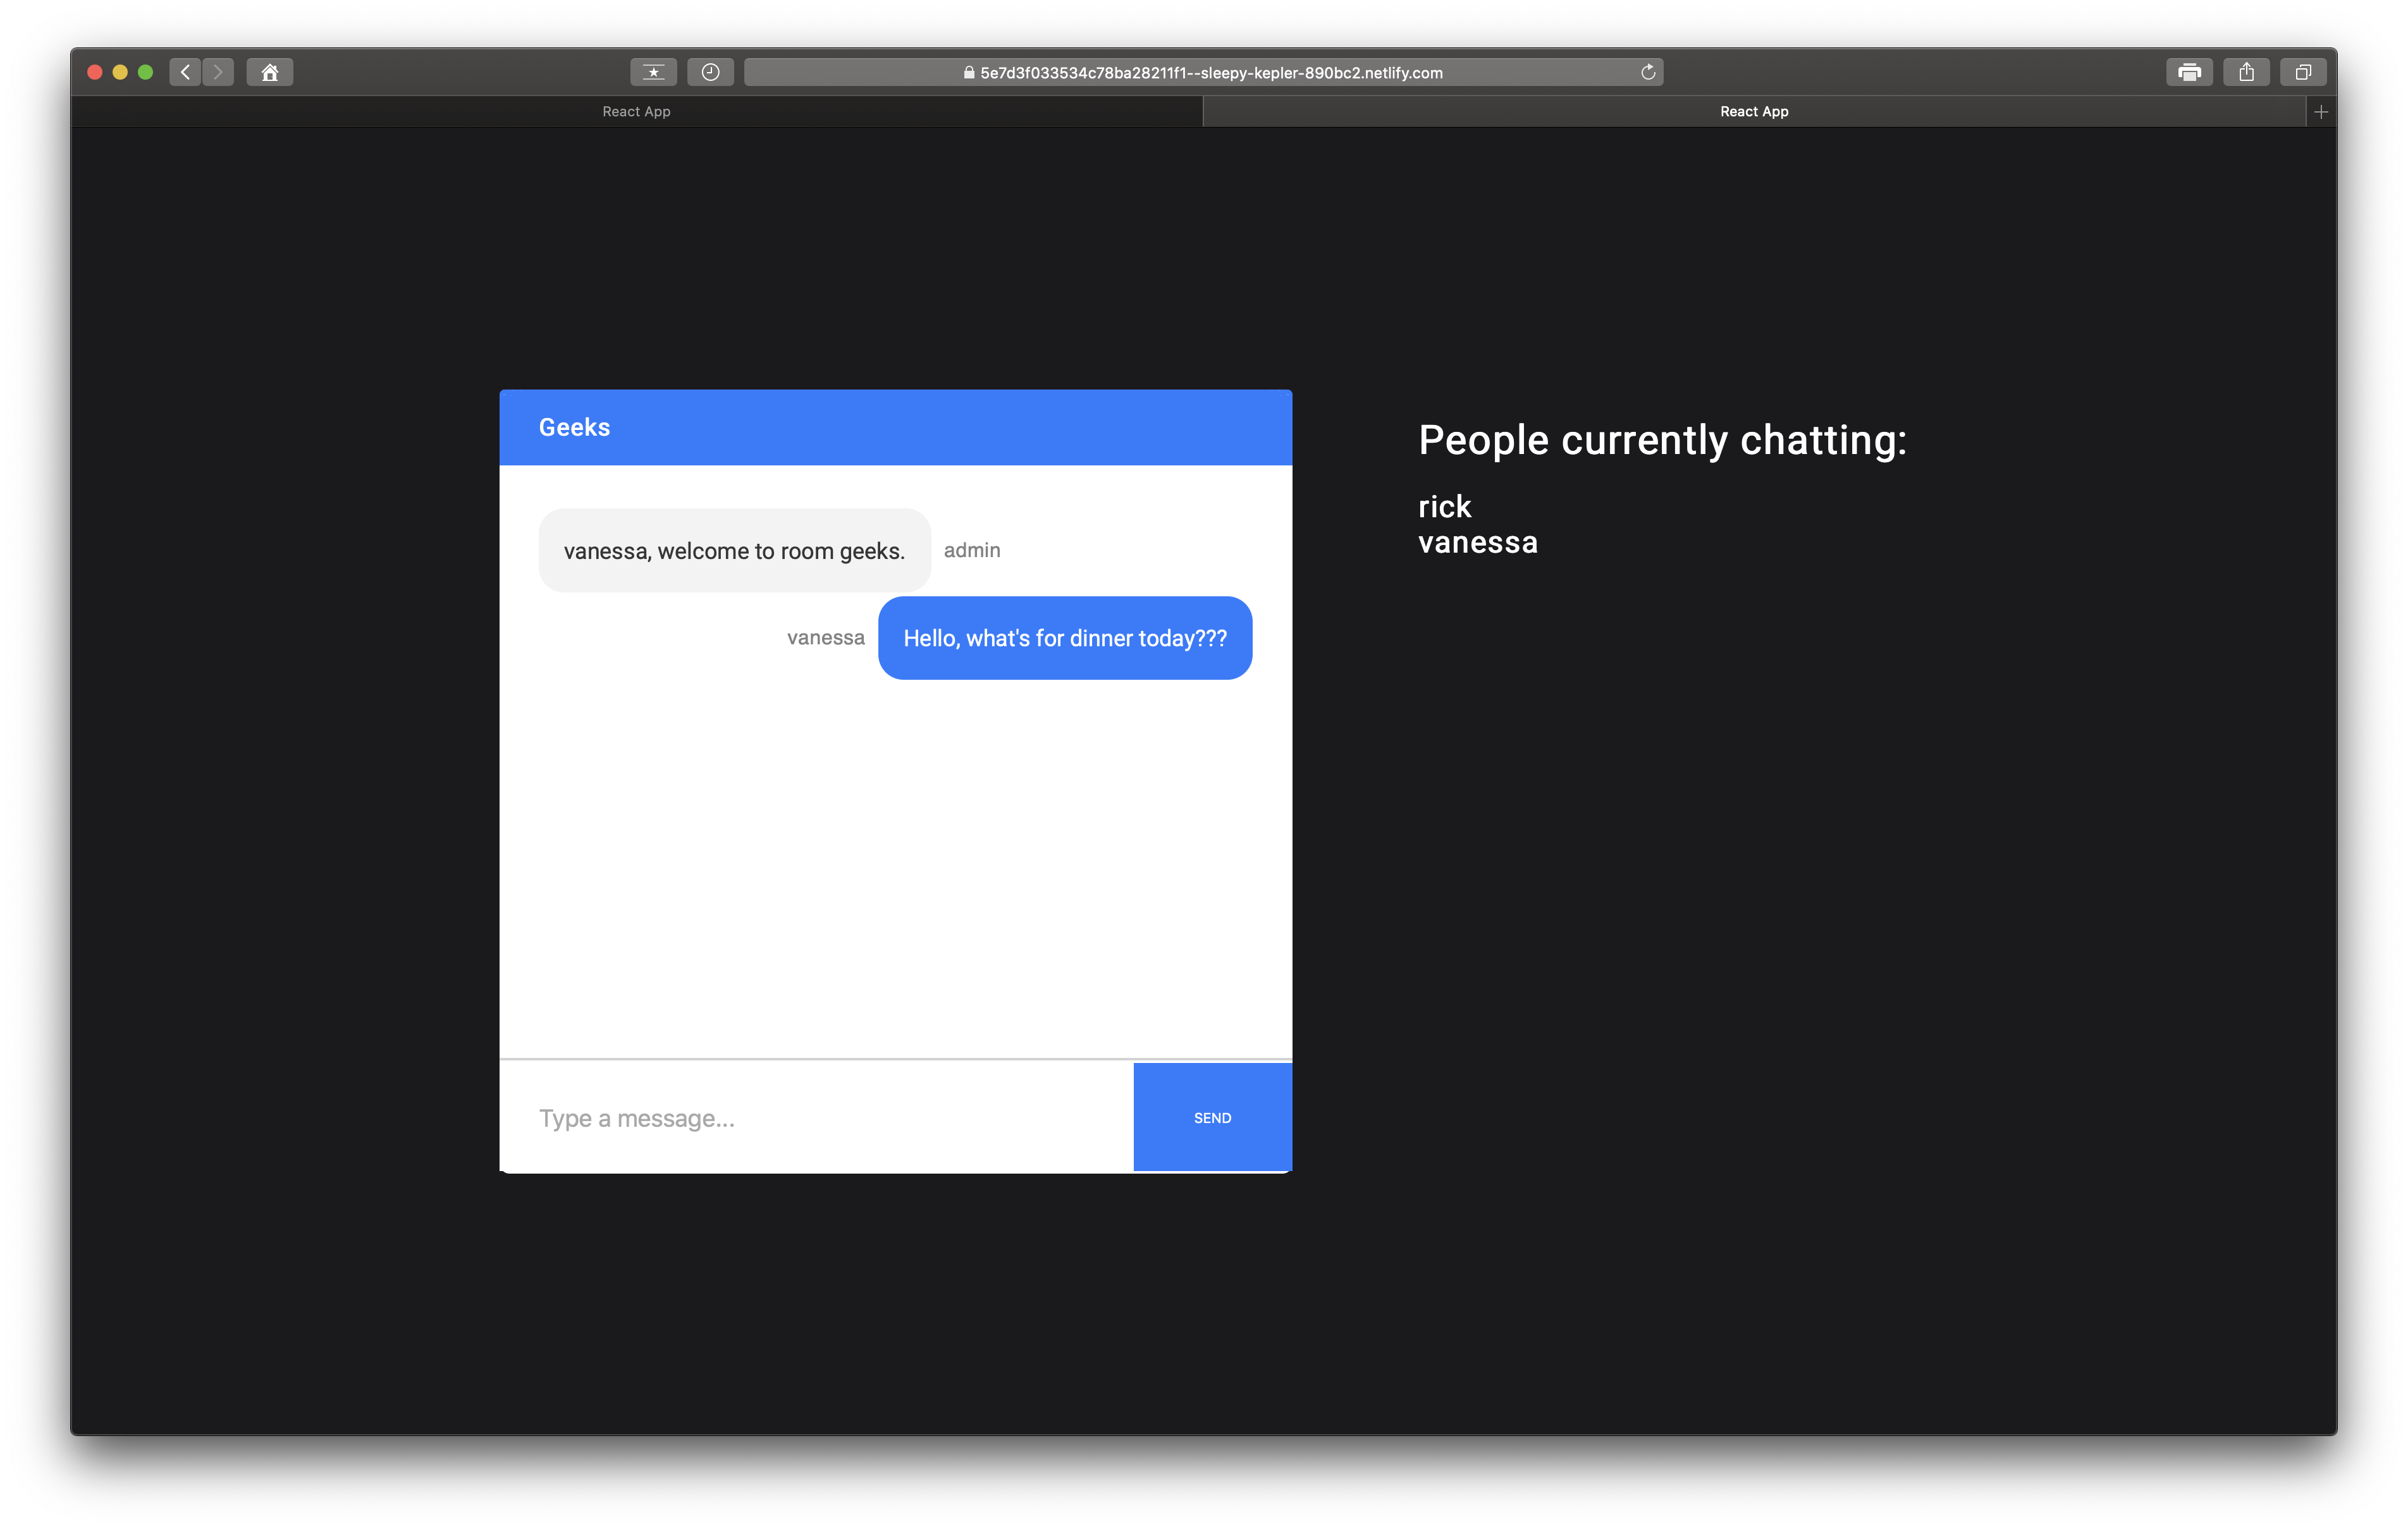 5e7d3f033534c78ba28211f1--sleepy-kepler-890bc2.netlify.com
React App
React App
Geeks
vanessa, welcome to room geeks.
admin
vanessa
Hello, what's for dinner today???
Type a message...
SEND
People currently chatting:
rick
vanessa